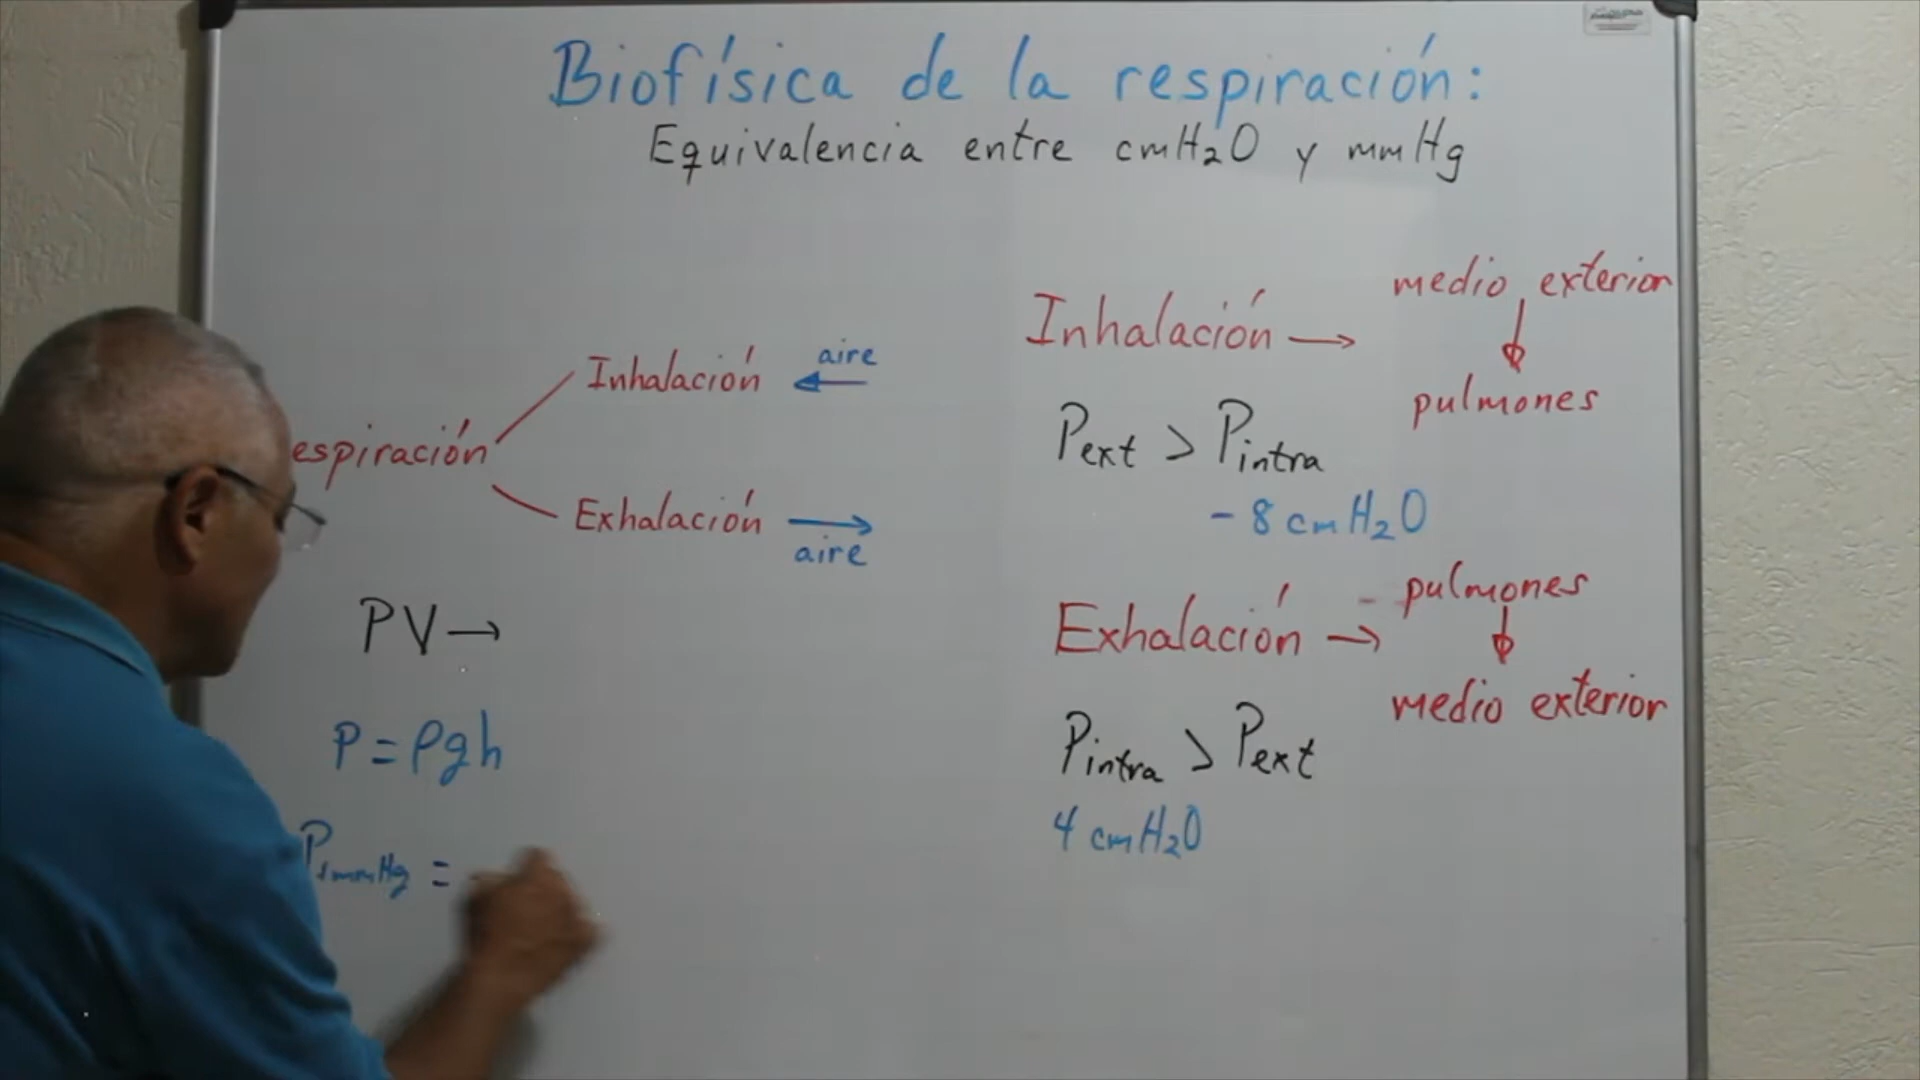 Biofísica de la respiración:
Equivalencia entre cmH₂O y mmHg
espiración
Inhalación
aire
Exhalación
aire
PV→
P = ρgh
P1mmHg =
Inhalación →
medio exterior
↓
pulmones
Pext > Pintra
- 8 cmH₂O
Exhalación →
pulmones
↓
medio exterior
Pintra > Pext
4 cmH₂O